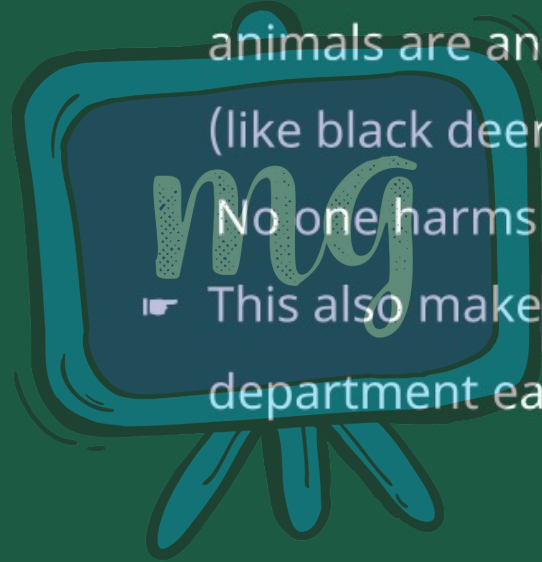 animals are an
(like black deer
No one harms
☛ This also make
department ea
mg